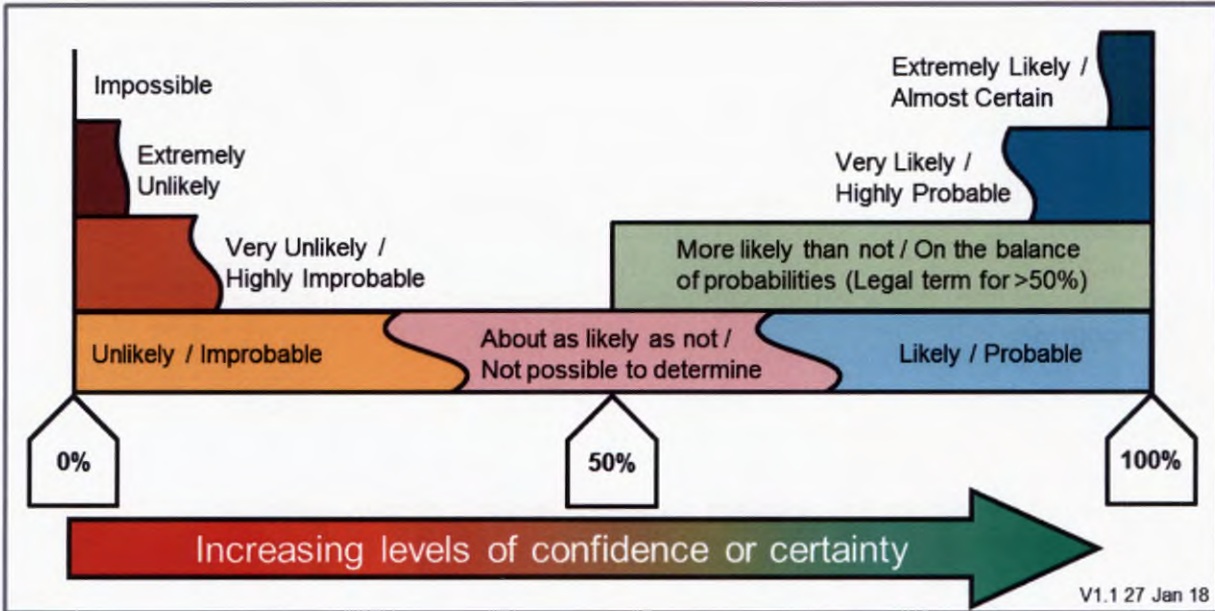 Impossible
Extremely Likely /
Almost Certain
Extremely
Unlikely
Very Likely /
Highly Probable
Very Unlikely /
Highly Improbable
More likely than not / On the balance
of probabilities (Legal term for >50%)
Unlikely / Improbable
About as likely as not /
Not possible to determine
Likely / Probable
0%
50%
100%
Increasing levels of confidence or certainty
V1.1 27 Jan 18